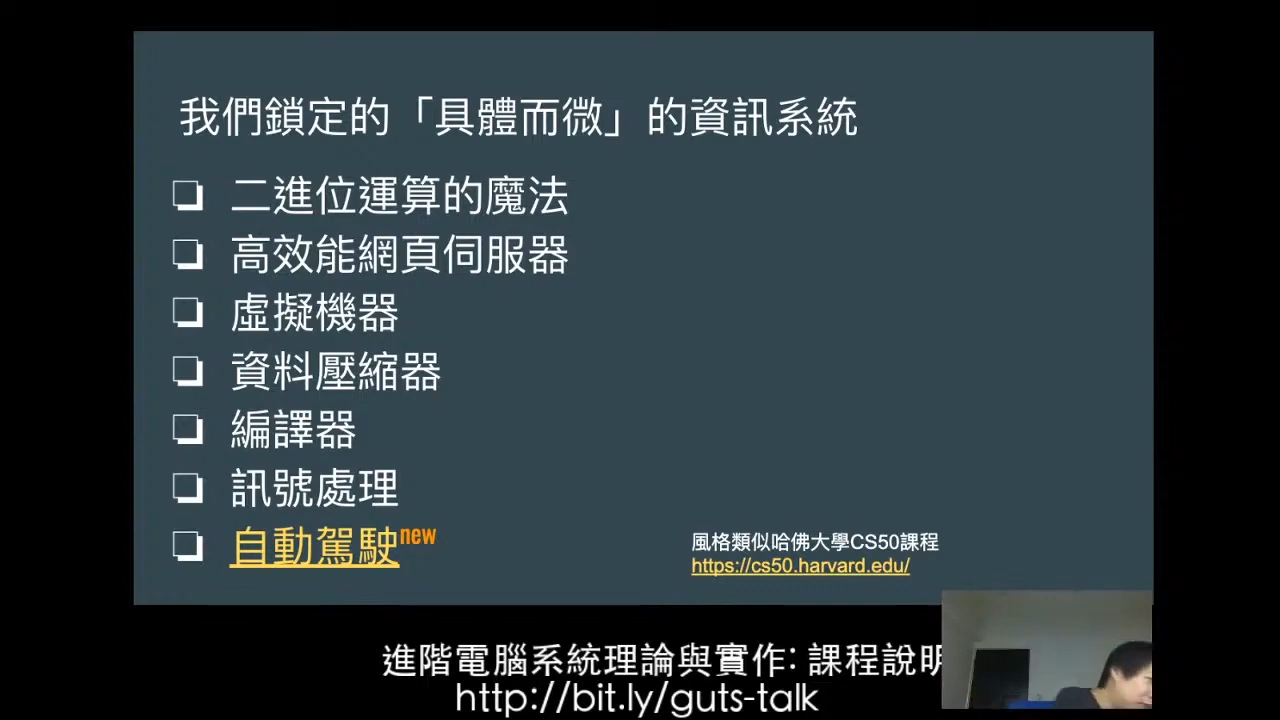 我們鎖定的「具體而微」的資訊系統
二進位運算的魔法
高效能網頁伺服器
虛擬機器
資料壓縮器
編譯器
訊號處理
自動駕駛new
風格類似哈佛大學CS50課程
https://cs50.harvard.edu/
進階電腦系統理論與實作: 課程說明
http://bit.ly/guts-talk